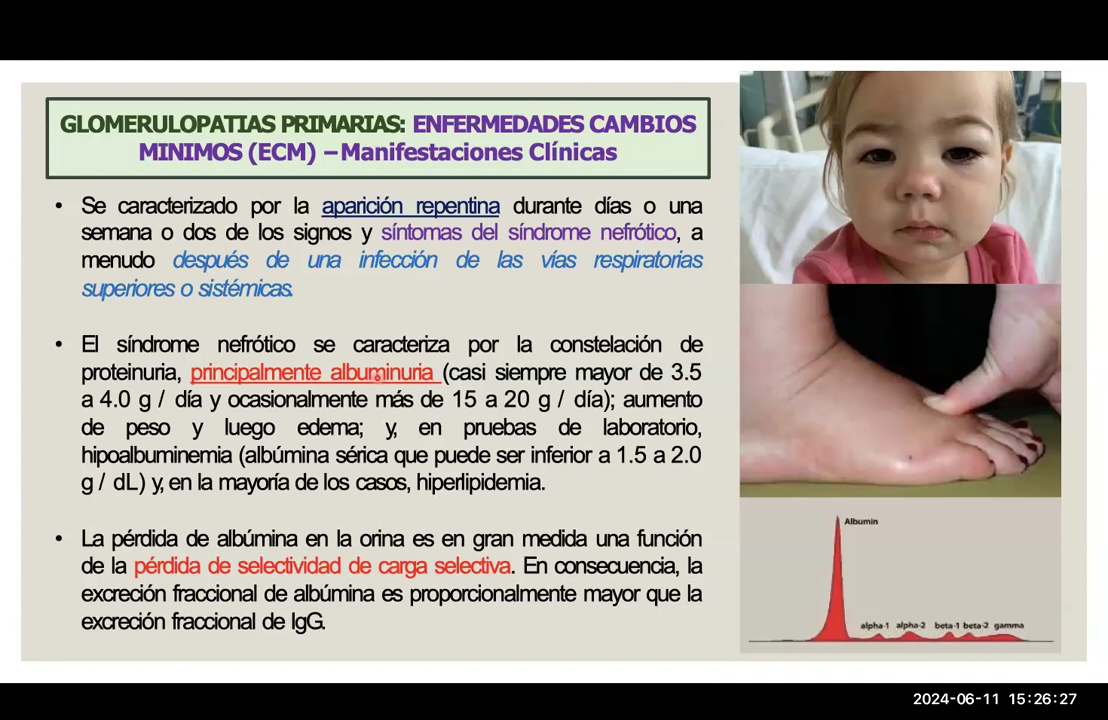 GLOMERULOPATIAS PRIMARIAS: ENFERMEDADES CAMBIOS
MINIMOS (ECM) – Manifestaciones Clínicas
• Se caracterizado por la aparición repentina durante días o una
semana o dos de los signos y síntomas del síndrome nefrótico, a
menudo después de una infección de las vías respiratorias
superiores o sistémicas.
• El síndrome nefrótico se caracteriza por la constelación de
proteinuria, principalmente albuminuria (casi siempre mayor de 3.5
a 4.0 g / día y ocasionalmente más de 15 a 20 g / día); aumento
de peso y luego edema; y, en pruebas de laboratorio,
hipoalbuminemia (albúmina sérica que puede ser inferior a 1.5 a 2.0
g / dL) y, en la mayoría de los casos, hiperlipidemia.
• La pérdida de albúmina en la orina es en gran medida una función
de la pérdida de selectividad de carga selectiva. En consecuencia, la
excreción fraccional de albúmina es proporcionalmente mayor que la
excreción fraccional de IgG.
Albumin
alpha-1 alpha-2 beta-1 beta-2 gamma
2024-06-11 15:26:27